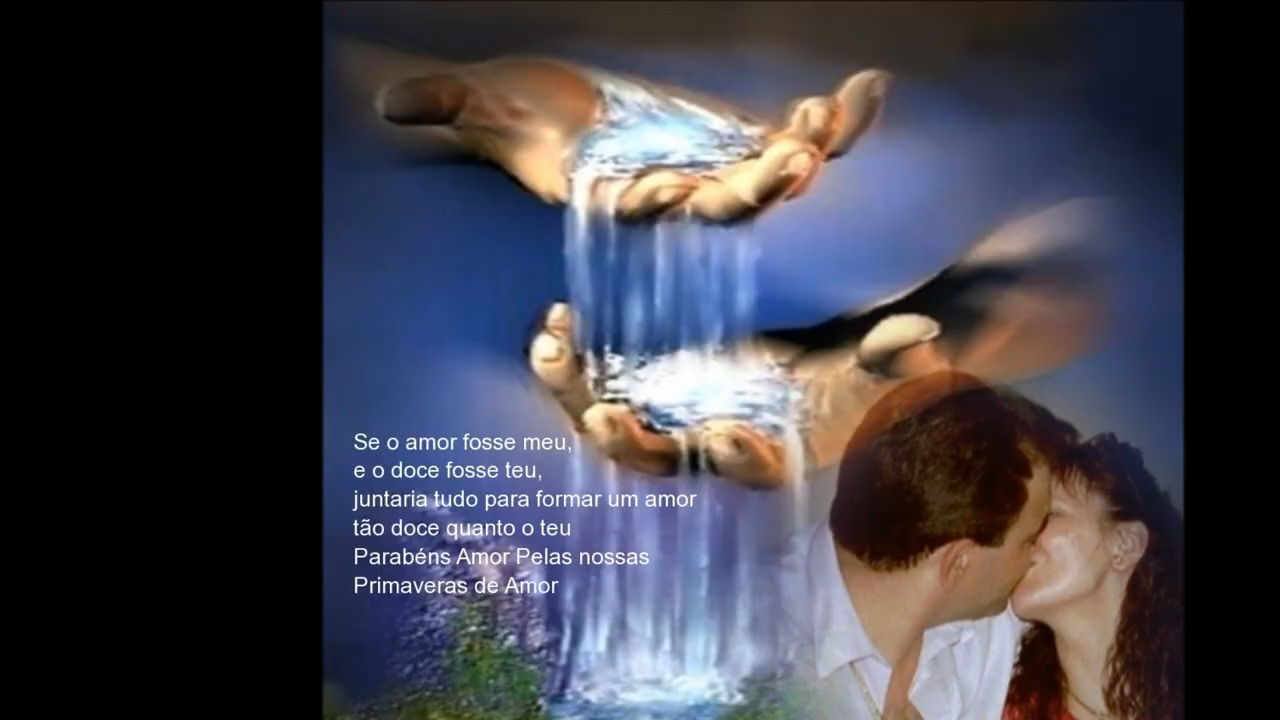 Se o amor fosse meu,
e o doce fosse teu,
juntaria tudo para formar um amor
tão doce quanto o teu
Parabéns Amor Pelas nossas
Primaveras de Amor